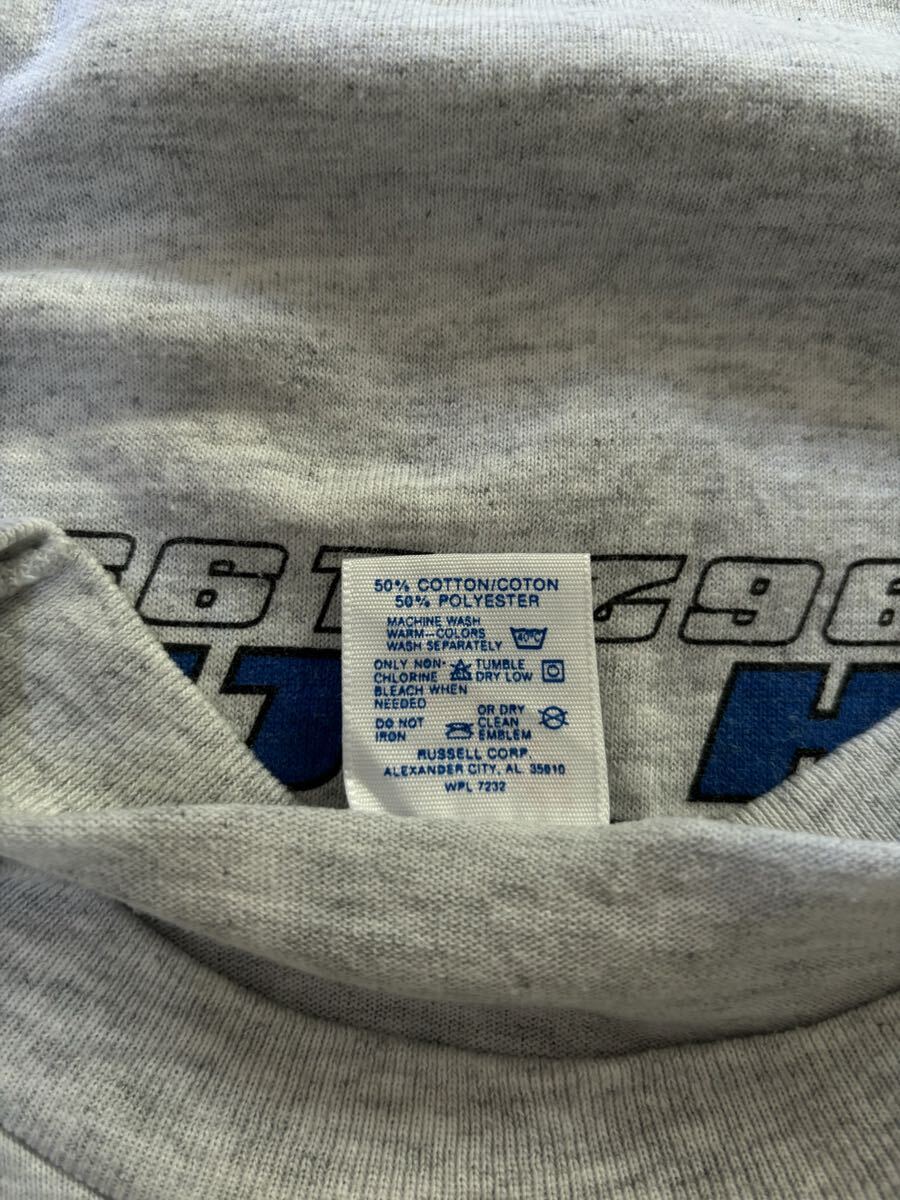 50% COTTON/COTON
50% POLYESTER
MACHINE WASH
WARM—COLORS
WASH SEPARATELY
40°C
ONLY NON-
CHLORINE
BLEACH WHEN
NEEDED
TUMBLE
DRY LOW
DO NOT
IRON
OR DRY
CLEAN
EMBLEM
RUSSELL CORP.
ALEXANDER CITY, AL 35010
WPL 7232